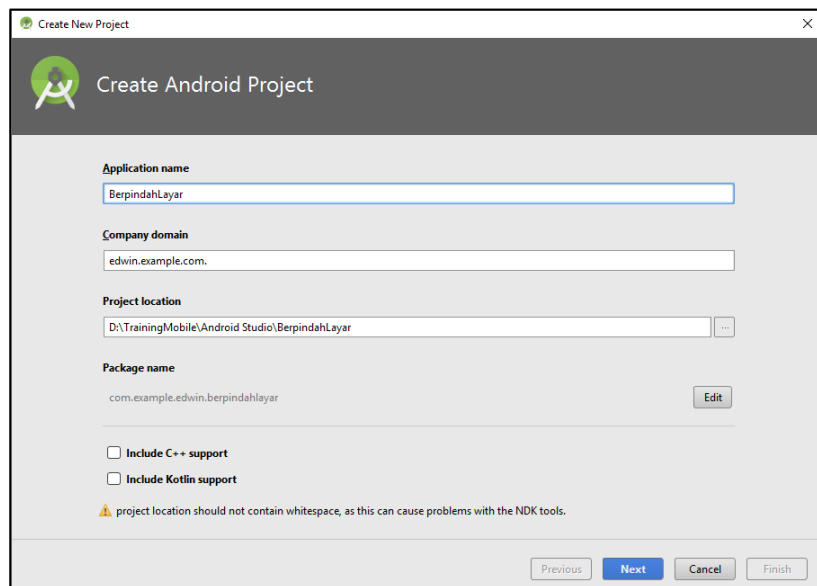 Create New Project
Create Android Project
Application name
BerpindahLayar
Company domain
edwin.example.com.
Project location
D:\TrainingMobile\Android Studio\BerpindahLayar
...
Package name
com.example.edwin.berpindahlayar
Edit
Include C++ support
Include Kotlin support
project location should not contain whitespace, as this can cause problems with the NDK tools.
Previous Next Cancel Finish